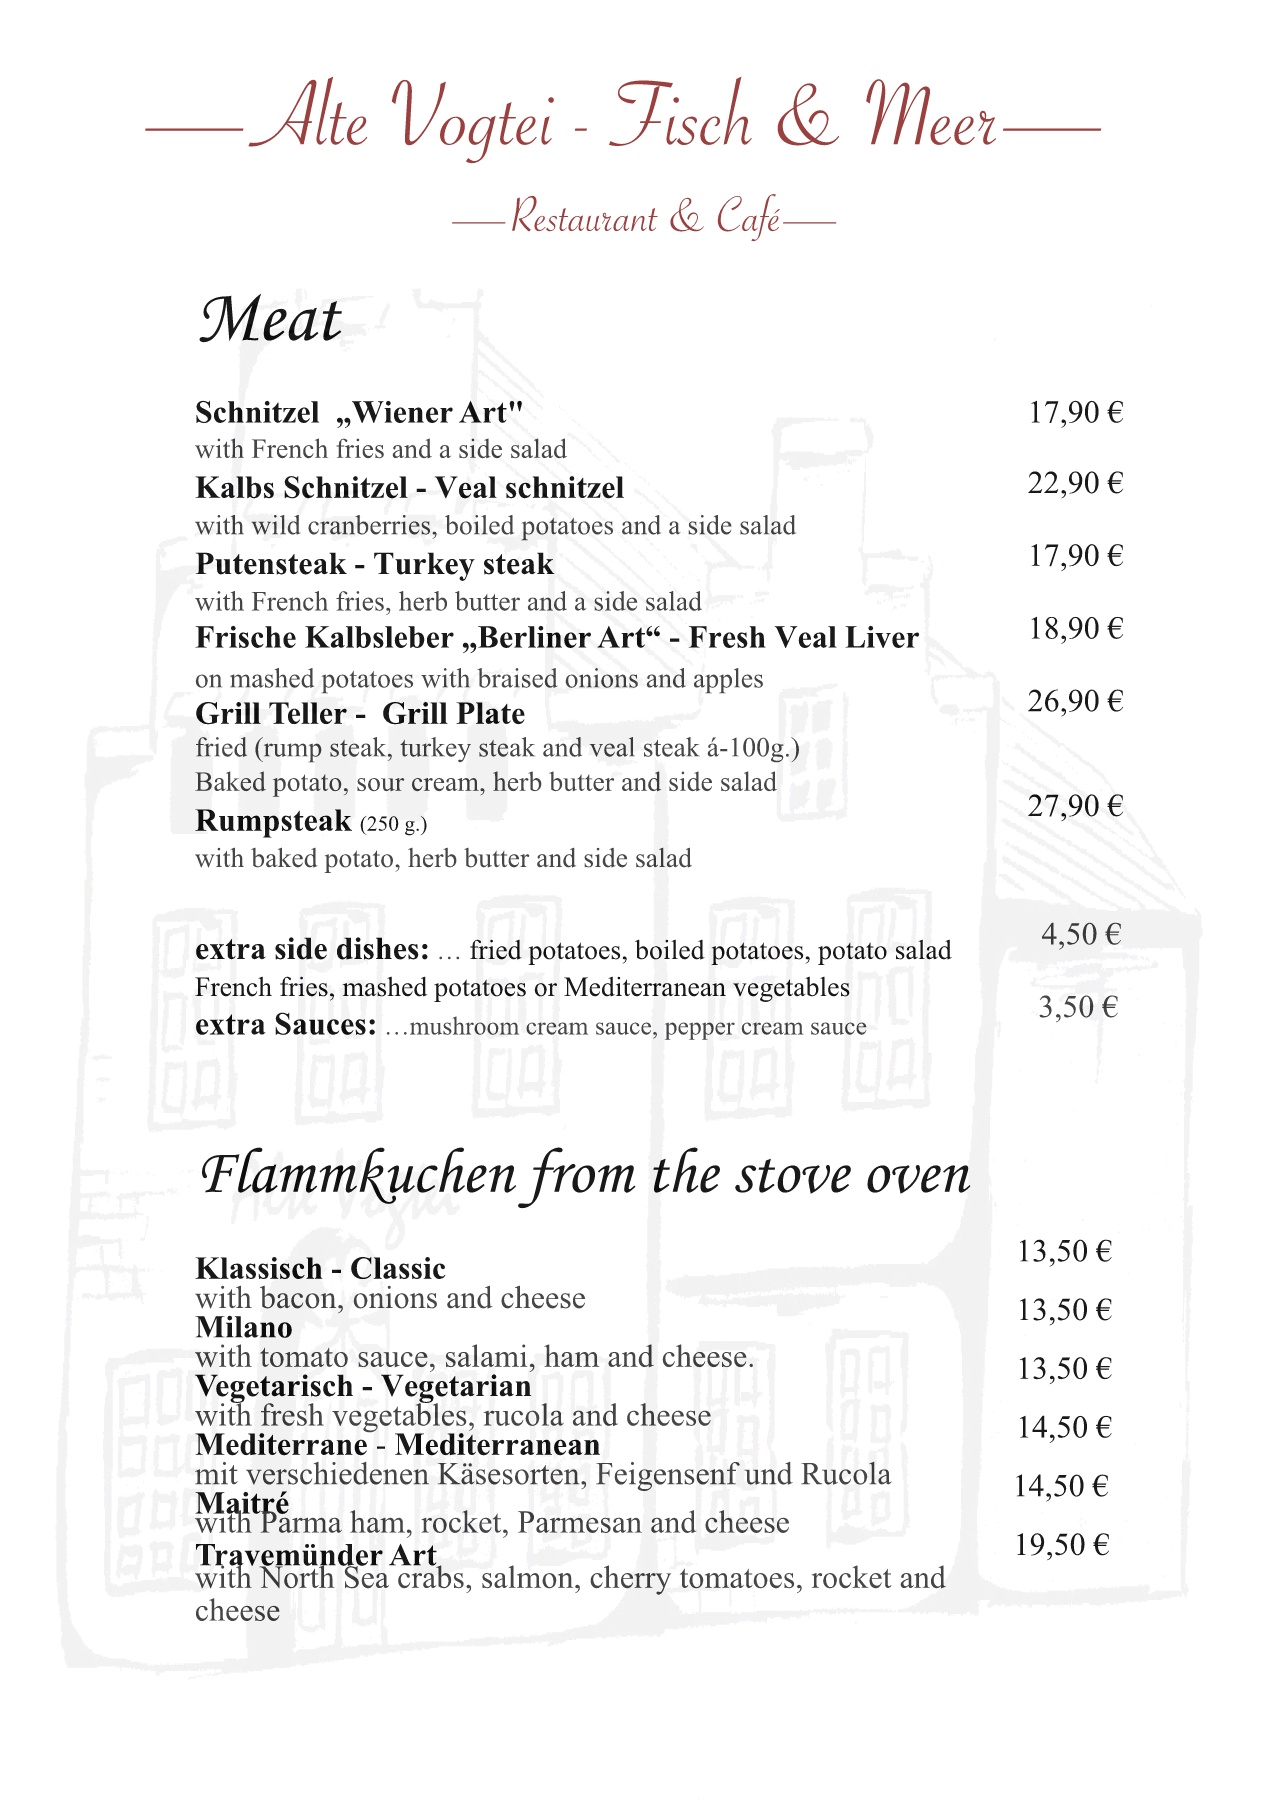 Alte Vogtei - Fisch & Meer
Restaurant & Café
Meat
Schnitzel „Wiener Art" 17,90 €
with French fries and a side salad
Kalbs Schnitzel - Veal schnitzel 22,90 €
with wild cranberries, boiled potatoes and a side salad
Putensteak - Turkey steak 17,90 €
with French fries, herb butter and a side salad
Frische Kalbsleber „Berliner Art“ - Fresh Veal Liver 18,90 €
on mashed potatoes with braised onions and apples
Grill Teller - Grill Plate 26,90 €
fried (rump steak, turkey steak and veal steak á-100g.)
Baked potato, sour cream, herb butter and side salad
Rumpsteak (250 g.) 27,90 €
with baked potato, herb butter and side salad
extra side dishes: … fried potatoes, boiled potatoes, potato salad 4,50 €
French fries, mashed potatoes or Mediterranean vegetables
extra Sauces: …mushroom cream sauce, pepper cream sauce 3,50 €
Alte Vogtei
Flammkuchen from the stove oven
Klassisch - Classic 13,50 €
with bacon, onions and cheese
Milano 13,50 €
with tomato sauce, salami, ham and cheese.
Vegetarisch - Vegetarian 13,50 €
with fresh vegetables, rucola and cheese
Mediterrane - Mediterranean 14,50 €
mit verschiedenen Käsesorten, Feigensenf und Rucola
Maitré 14,50 €
with Parma ham, rocket, Parmesan and cheese
Travemünder Art 19,50 €
with North Sea crabs, salmon, cherry tomatoes, rocket and
cheese